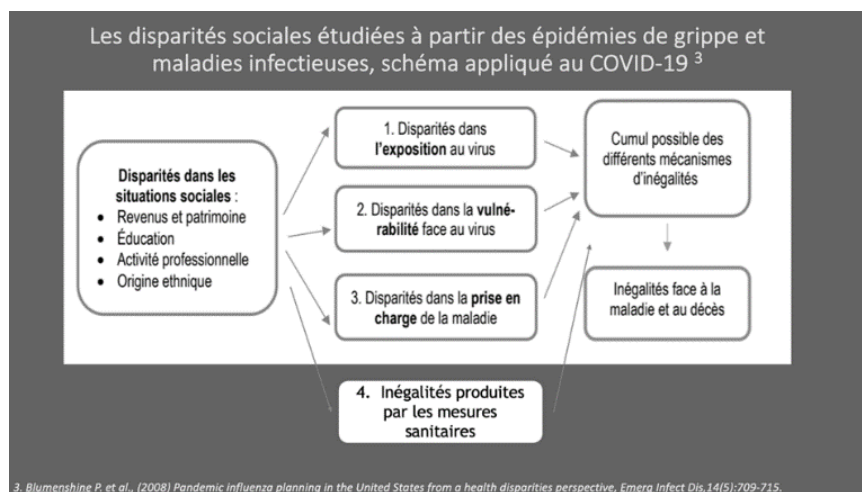 Les disparités sociales étudiées à partir des épidémies de grippe et
maladies infectieuses, schéma appliqué au COVID-19 ³
Disparités dans les
situations sociales :
• Revenus et patrimoine
• Éducation
• Activité professionnelle
• Origine ethnique
1. Disparités dans
l'exposition au virus
2. Disparités dans la vulné-
rabilité face au virus
3. Disparités dans la prise en
charge de la maladie
4. Inégalités produites
par les mesures
sanitaires
Cumul possible des
différents mécanismes
d'inégalités
Inégalités face à la
maladie et au décès
3. Blumenshine P. et al., (2008) Pandemic influenza planning in the United States from a health disparities perspective, Emerg Infect Dis.14(5):709-715.